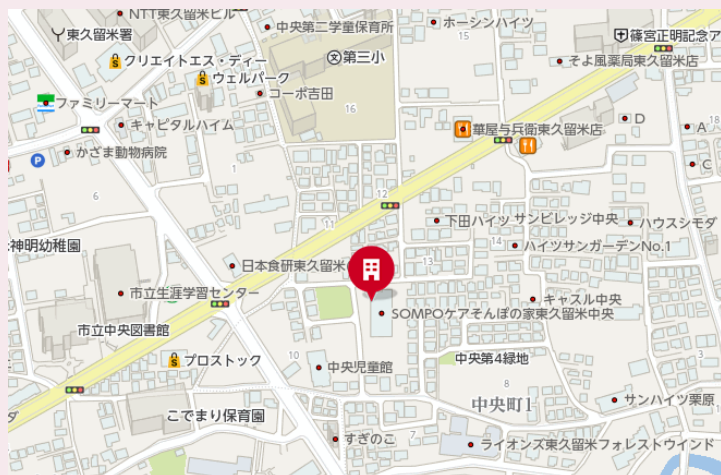 NTT東久留米ビル
中央第二学童保育所
ホーシンハイツ
東久留米署
篠宮正明記念ア
クリエイトエス・ディー
文 第三小
そよ風薬局東久留米店
ウェルパーク
コーポ吉田
ファミリーマート
16
D
キャピタルハイム
華屋与兵衛東久留米店
A
P
かざま動物病院
C
1
6
12
下田ハイツ
サンビレッジ中央
ハウスシモダ
11
神明幼稚園
ハイツサンガーデンNo.1
13
日本食研東久留米
市立生涯学習センター
キャスル中央
SOMPOケアそんぽの家東久留米中央
市立中央図書館
プロストック
10
中央児童館
中央第4緑地
8
中央町1
サンハイツ栗原
ダ
こでまり保育園
すぎのこ
7
ライオンズ東久留米フォレストウインド